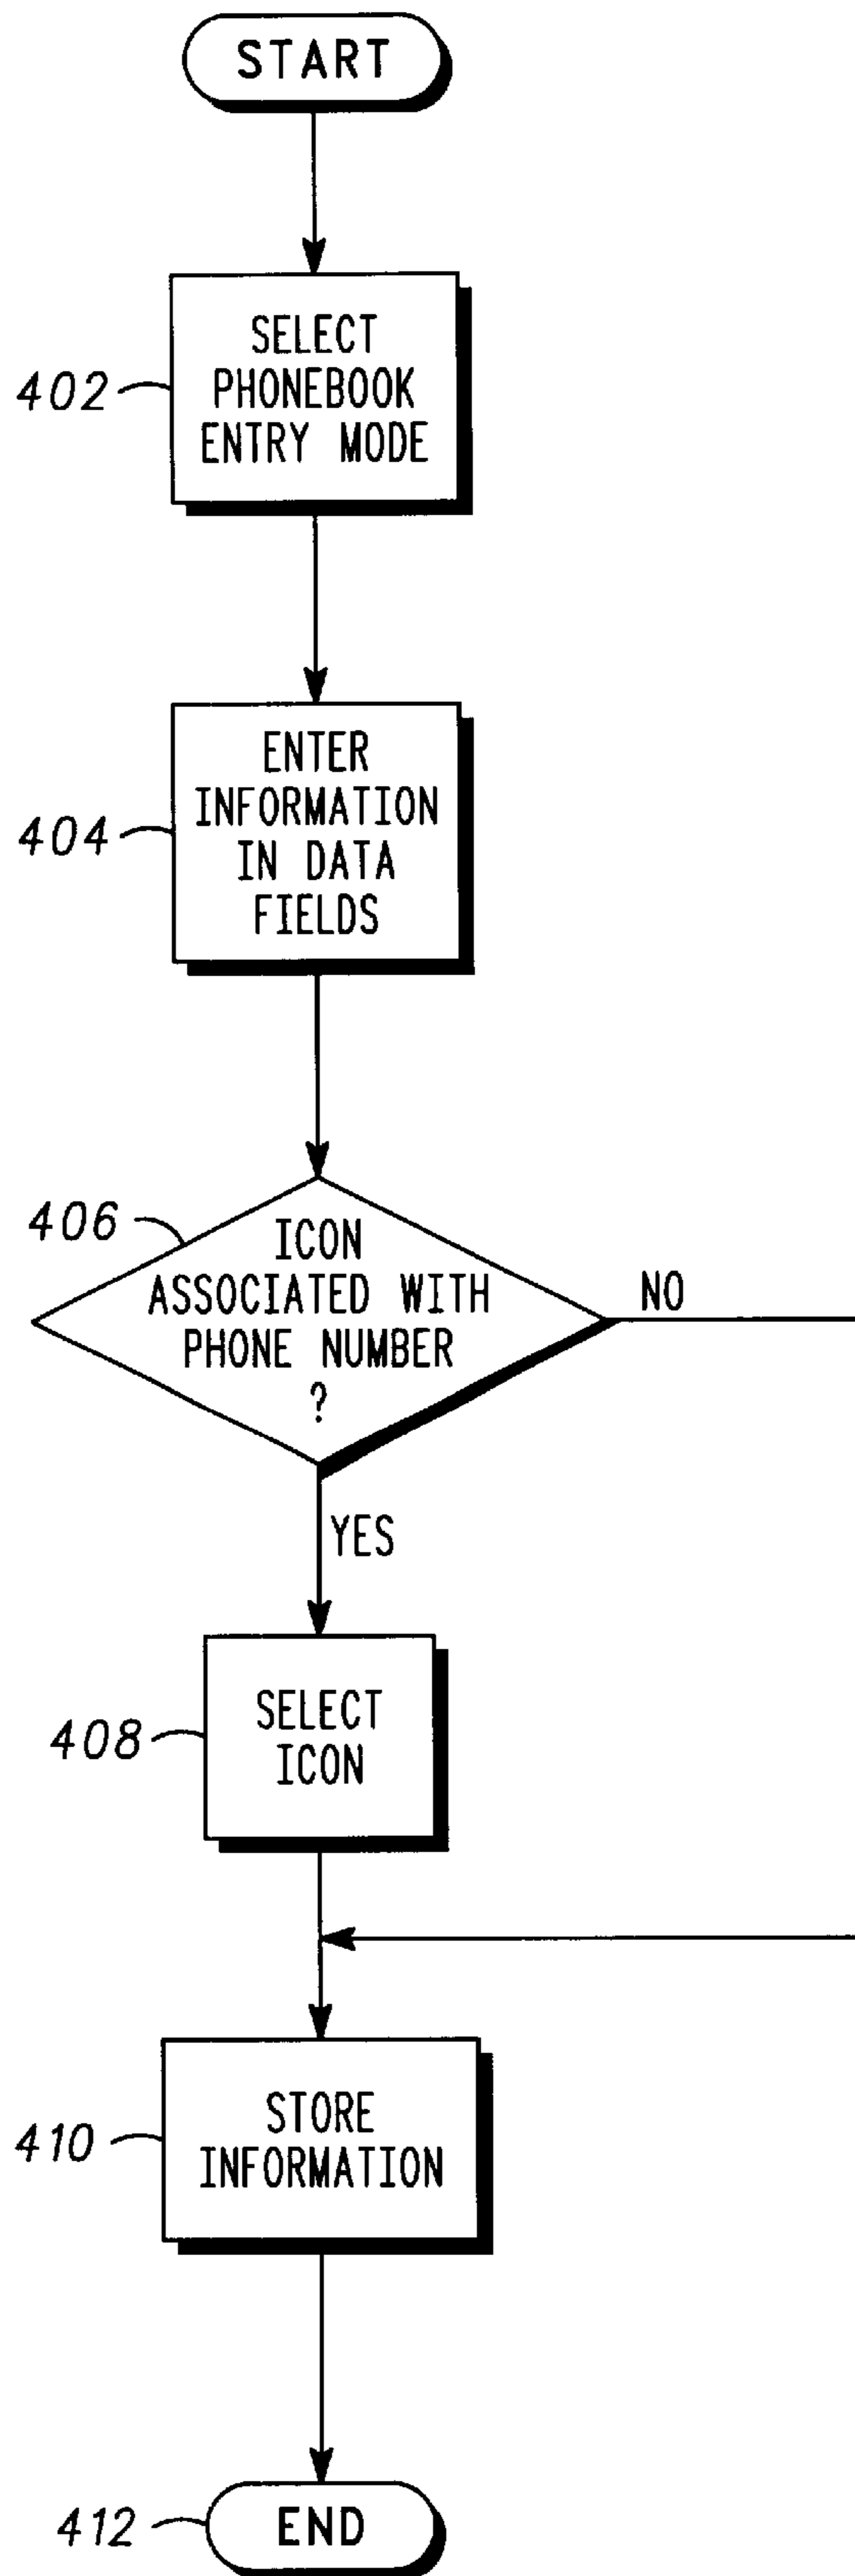 START
402
SELECT
PHONEBOOK
ENTRY MODE
404
ENTER
INFORMATION
IN DATA
FIELDS
406
ICON
ASSOCIATED WITH
PHONE NUMBER
?
NO
YES
408
SELECT
ICON
410
STORE
INFORMATION
412
END